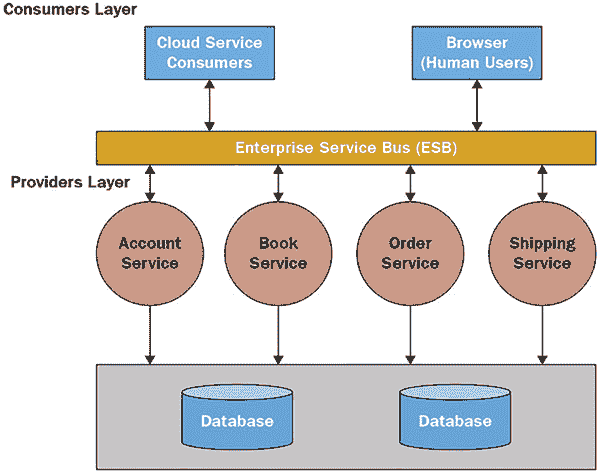 Consumers Layer
Cloud Service
Consumers
Browser
(Human Users)
Enterprise Service Bus (ESB)
Providers Layer
Account
Service
Book
Service
Order
Service
Shipping
Service
Database
Database